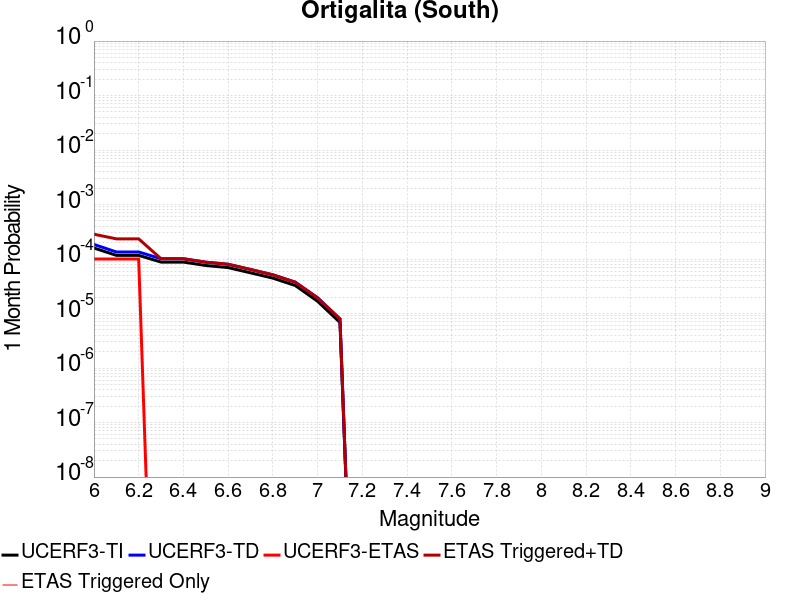 Ortigalita (South)
10^0
10^-1
10^-2
10^-3
10^-4
10^-5
10^-6
10^-7
10^-8
1 Month Probability
6 6.2 6.4 6.6 6.8 7 7.2 7.4 7.6 7.8 8 8.2 8.4 8.6 8.8 9
Magnitude
UCERF3-TI UCERF3-TD UCERF3-ETAS ETAS Triggered+TD
ETAS Triggered Only